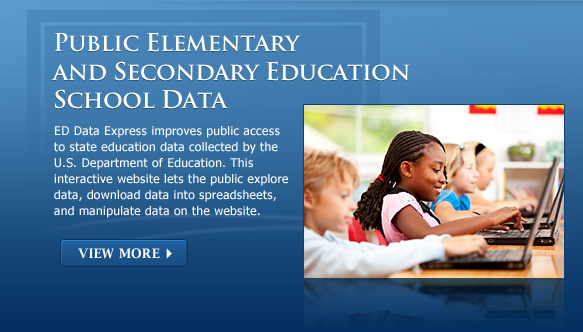 Public Elementary
and Secondary Education
School Data
ED Data Express improves public access
to state education data collected by the
U.S. Department of Education. This
interactive website lets the public explore
data, download data into spreadsheets,
and manipulate data on the website.
VIEW MORE